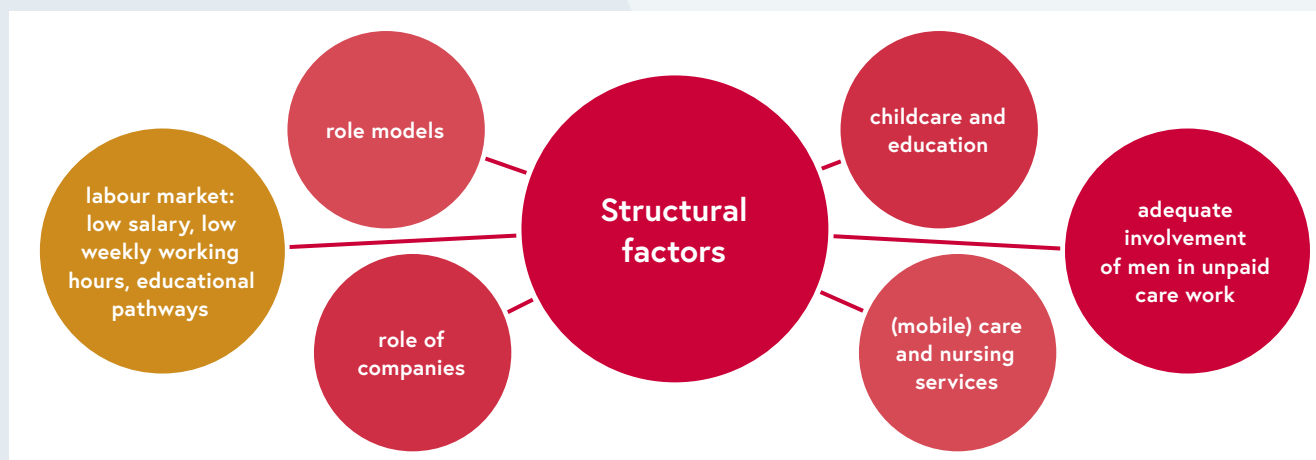 role models
labour market:
low salary, low
weekly working
hours, educational
pathways
role of
companies
Structural
factors
childcare and
education
(mobile) care
and nursing
services
adequate
involvement
of men in unpaid
care work